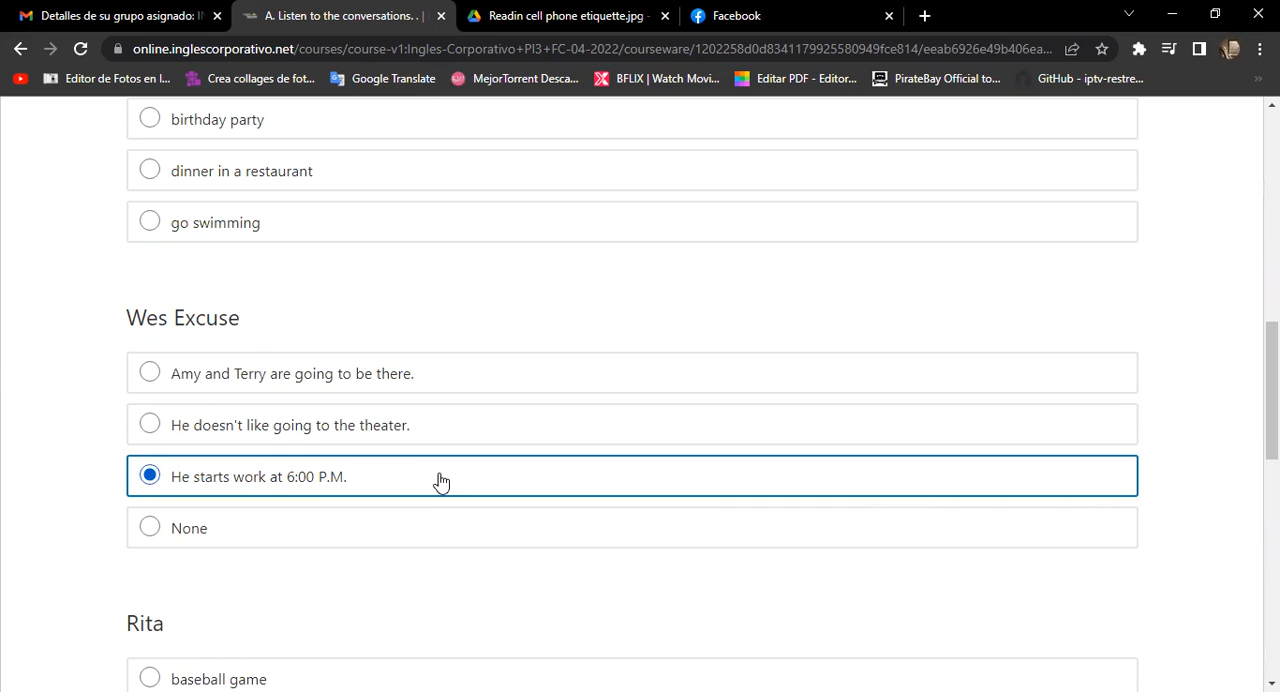 Detalles de su grupo asignado: I
A. Listen to the conversations. . |
Readin cell phone etiquette.jpg -
Facebook
online.inglescorporativo.net/courses/course-v1:Ingles-Corporativo+PI3+FC-04-2022/courseware/1202258d0d8341179925580949fce814/eeab6926e49b406ea...
Editor de Fotos en l...
Crea collages de fot...
Google Translate
MejorTorrent Desca...
BFLIX | Watch Movi...
Editar PDF - Editor...
PirateBay Official to...
GitHub - iptv-restre...
birthday party
dinner in a restaurant
go swimming
Wes Excuse
Amy and Terry are going to be there.
He doesn't like going to the theater.
He starts work at 6:00 P.M.
None
Rita
baseball game